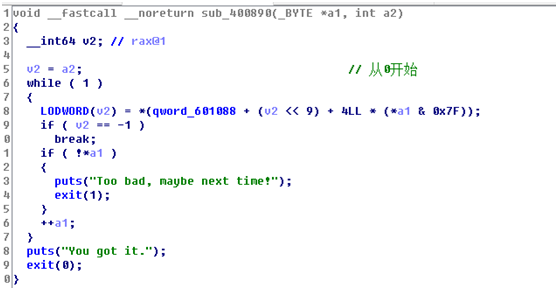 1 void __fastcall __noreturn sub_400890(_BYTE *a1, int a2)
2 {
3   __int64 v2; // rax@1
4
5   v2 = a2;                                        // 从0开始
6   while ( 1 )
7   {
8     LODWORD(v2) = *(qword_601088 + (v2 << 9) + 4LL * (*a1 & 0x7F));
9     if ( v2 == -1 )
0       break;
1     if ( !*a1 )
2     {
3       puts("Too bad, maybe next time!");
4       exit(1);
5     }
6     ++a1;
7   }
8   puts("You got it.");
9   exit(0);
0 }